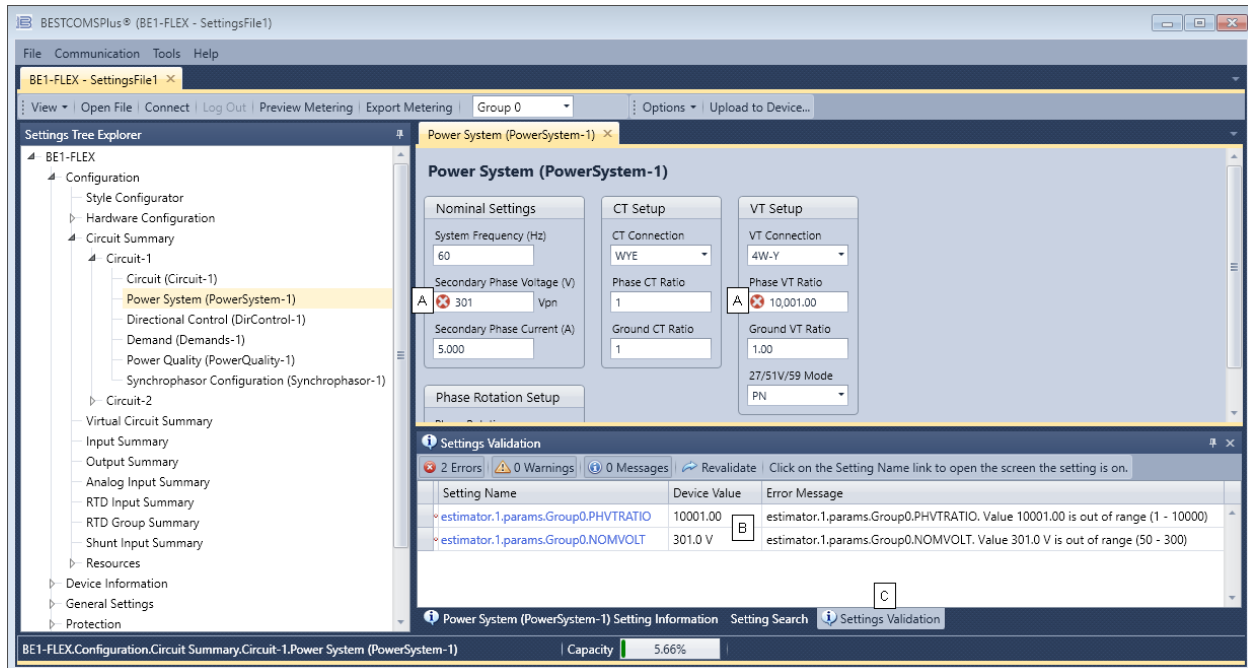 BESTCOMSPlus® (BE1-FLEX - SettingsFile1)
File Communication Tools Help
BE1-FLEX - SettingsFile1
View Open File Connect Log Out Preview Metering Export Metering Group 0 Options Upload to Device...
Settings Tree Explorer
BE1-FLEX
Configuration
Style Configurator
Hardware Configuration
Circuit Summary
Circuit-1
Circuit (Circuit-1)
Power System (PowerSystem-1)
Directional Control (DirControl-1)
Demand (Demands-1)
Power Quality (PowerQuality-1)
Synchrophasor Configuration (Synchrophasor-1)
Circuit-2
Virtual Circuit Summary
Input Summary
Output Summary
Analog Input Summary
RTD Input Summary
RTD Group Summary
Shunt Input Summary
Resources
Device Information
General Settings
Protection
Power System (PowerSystem-1)
Power System (PowerSystem-1)
Nominal Settings
System Frequency (Hz)
60
Secondary Phase Voltage (V)
A 301 Vpn
Secondary Phase Current (A)
5.000
Phase Rotation Setup
CT Setup
CT Connection
WYE
Phase CT Ratio
1
Ground CT Ratio
1
VT Setup
VT Connection
4W-Y
Phase VT Ratio
A 10,001.00
Ground VT Ratio
1.00
27/51V/59 Mode
PN
Settings Validation
2 Errors 0 Warnings 0 Messages Revalidate Click on the Setting Name link to open the screen the setting is on.
Setting Name Device Value Error Message
estimator.1.params.Group0.PHVTRATIO 10001.00 estimator.1.params.Group0.PHVTRATIO. Value 10001.00 is out of range (1 - 10000)
B
estimator.1.params.Group0.NOMVOLT 301.0 V estimator.1.params.Group0.NOMVOLT. Value 301.0 V is out of range (50 - 300)
C
Power System (PowerSystem-1) Setting Information Setting Search Settings Validation
BE1-FLEX.Configuration.Circuit Summary.Circuit-1.Power System (PowerSystem-1) Capacity 5.66%